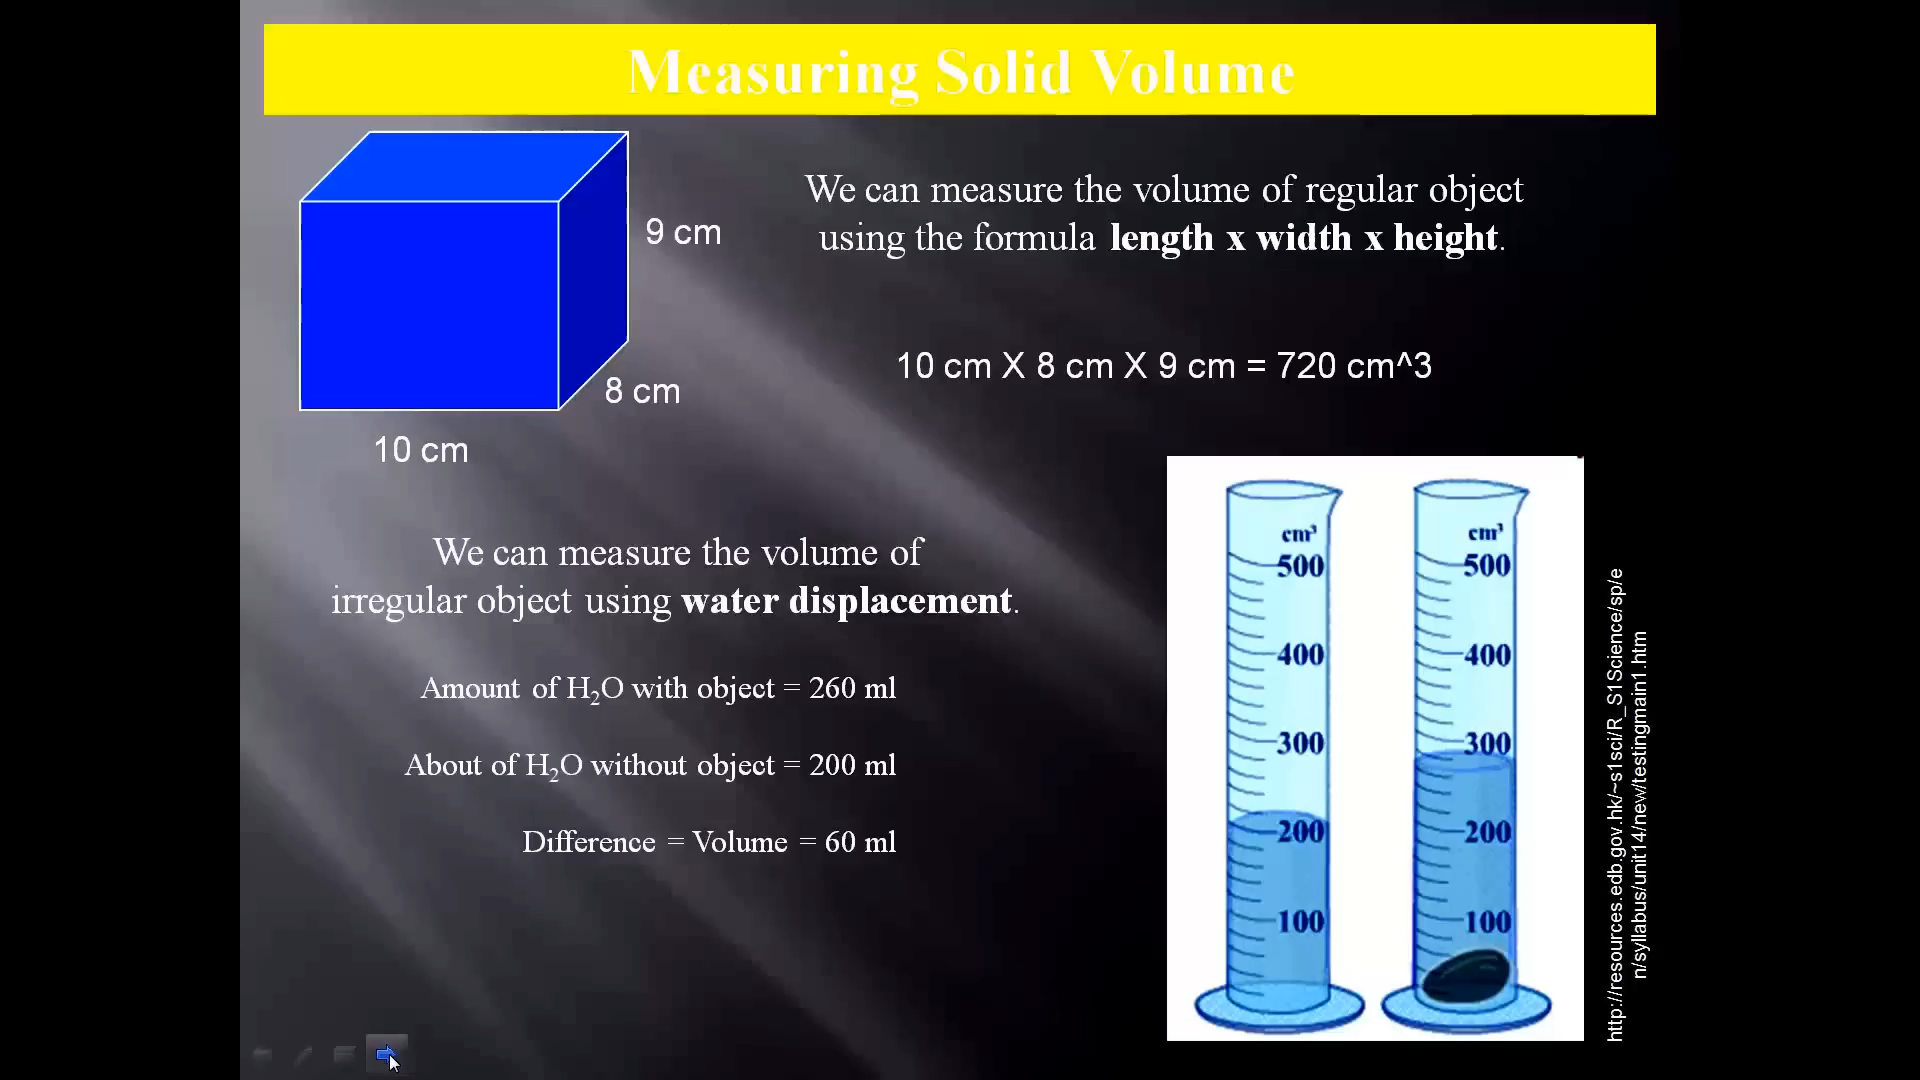 Measuring Solid Volume
9 cm
8 cm
10 cm
We can measure the volume of regular object
using the formula length x width x height.
10 cm X 8 cm X 9 cm = 720 cm^3
We can measure the volume of
irregular object using water displacement.
Amount of H₂O with object = 260 ml
About of H₂O without object = 200 ml
Difference = Volume = 60 ml
cm³
500
400
300
200
100
cm³
500
400
300
200
100
http://resources.edb.gov.hk/~s1sci/R_S1Science/sp/e
n/syllabus/unit14/new/testingmain1.htm